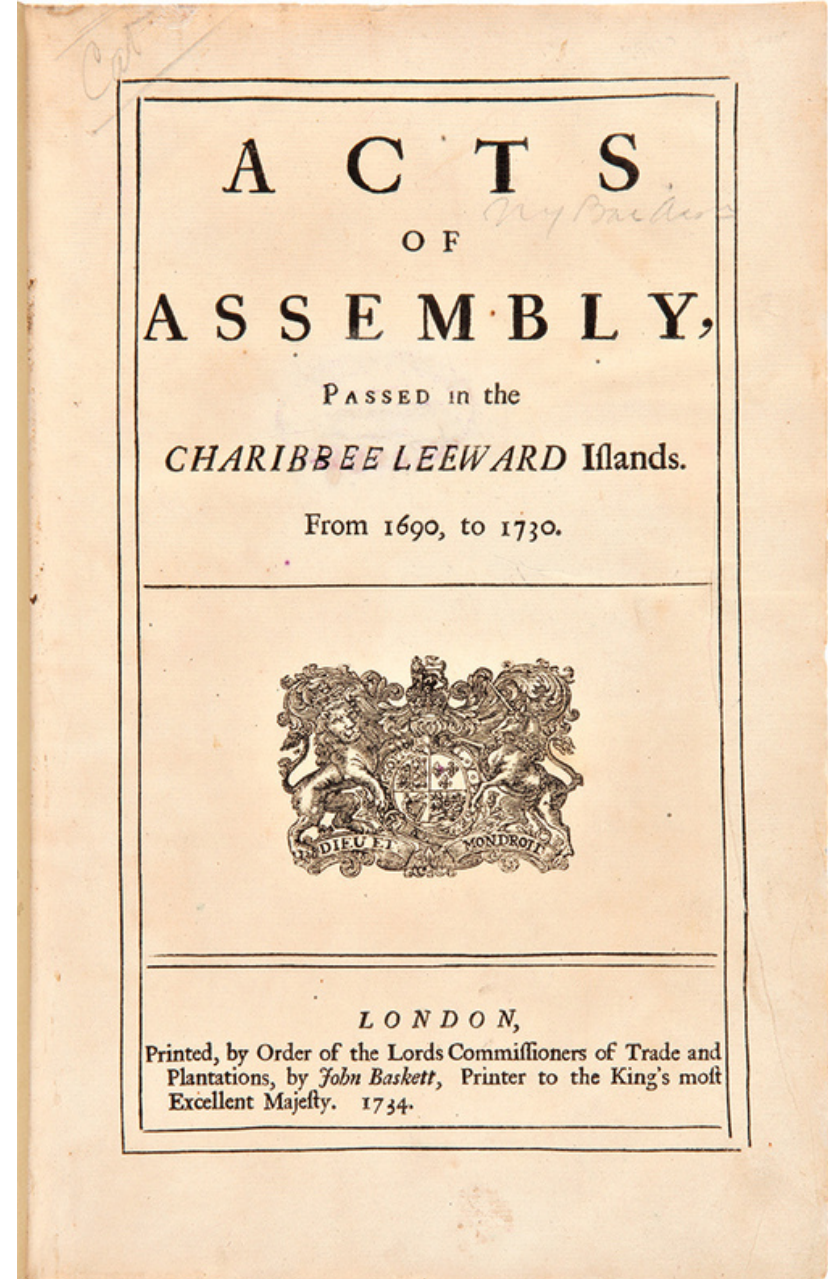 ACTS
OF
ASSEMBLY,
PASSED in the
CHARIBBEE LEEWARD Iſlands.
From 1690, to 1730.
DIEU ET MONDROIT
LONDON,
Printed, by Order of the Lords Commiſſioners of Trade and
Plantations, by John Baskett, Printer to the King's moſt
Excellent Majeſty. 1734.